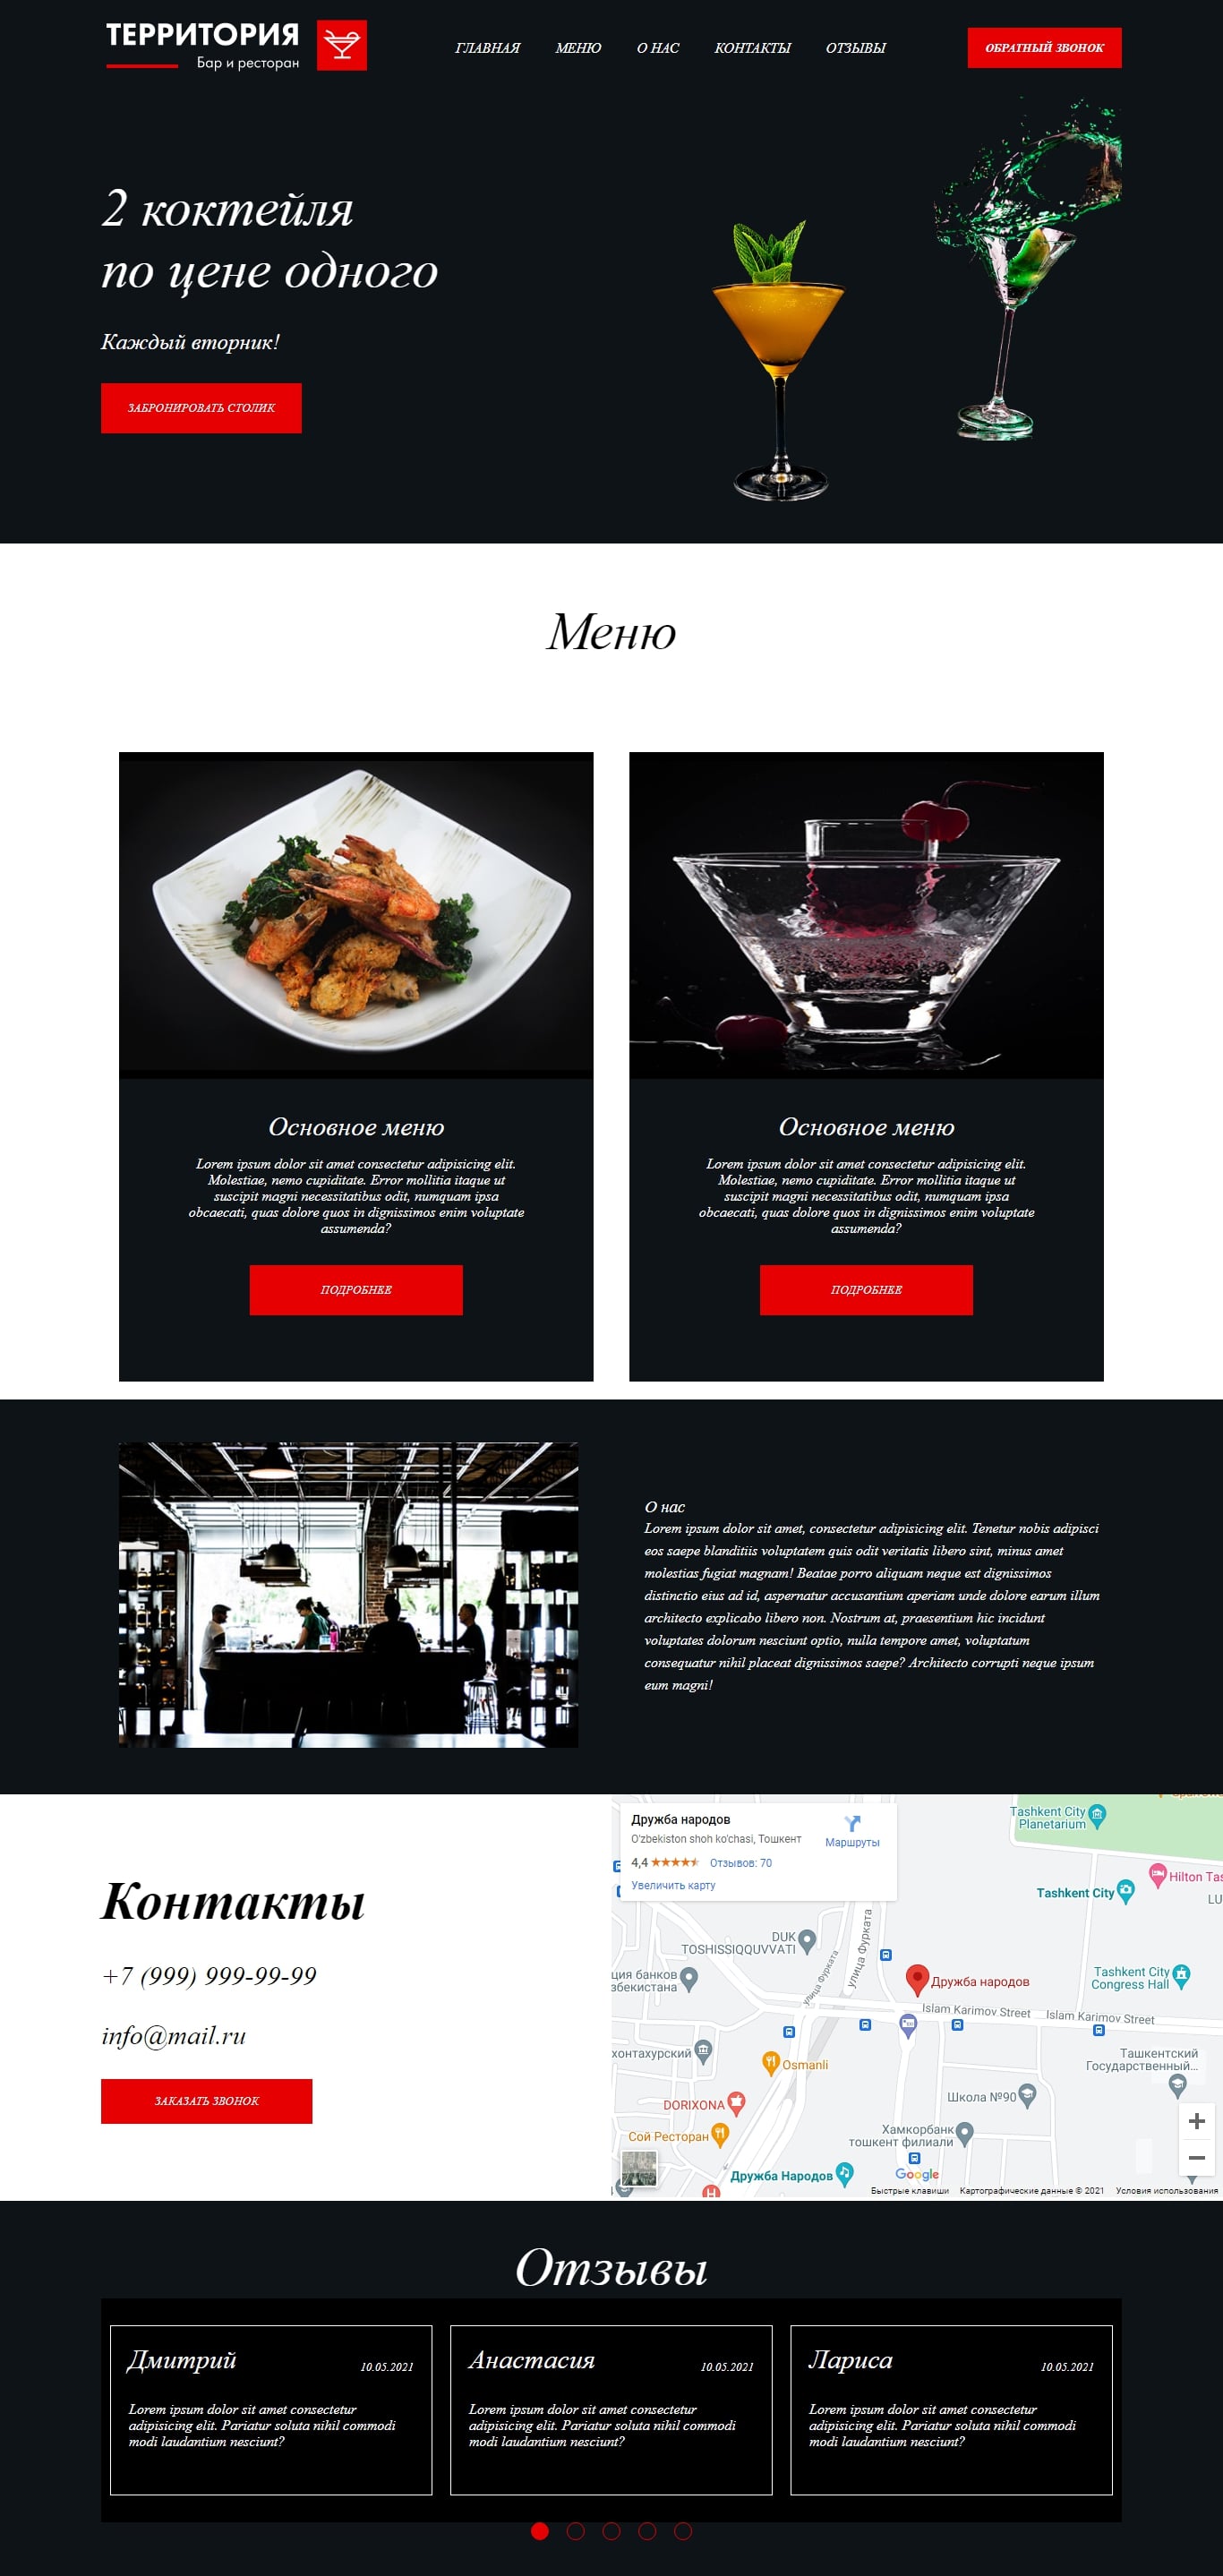 ТЕРРИТОРИЯ
Бар и ресторан
ГЛАВНАЯ
МЕНЮ
О НАС
КОНТАКТЫ
ОТЗЫВЫ
ОБРАТНЫЙ ЗВОНОК
2 коктейля
по цене одного
Каждый вторник!
ЗАБРОНИРОВАТЬ СТОЛИК
Меню
Основное меню
Lorem ipsum dolor sit amet consectetur adipisicing elit.
Molestiae, nemo cupiditate. Error mollitia itaque ut
suscipit magni necessitatibus odit, numquam ipsa
obcaecati, quas dolore quos in dignissimos enim voluptate
assumenda?
ПОДРОБНЕЕ
Основное меню
Lorem ipsum dolor sit amet consectetur adipisicing elit.
Molestiae, nemo cupiditate. Error mollitia itaque ut
suscipit magni necessitatibus odit, numquam ipsa
obcaecati, quas dolore quos in dignissimos enim voluptate
assumenda?
ПОДРОБНЕЕ
О нас
Lorem ipsum dolor sit amet, consectetur adipisicing elit. Tenetur nobis adipisci
eos saepe blanditiis voluptatem quis odit veritatis libero sint, minus amet
molestias fugiat magnam! Beatae porro aliquam neque est dignissimos
distinctio eius ad id, aspernatur accusantium aperiam unde dolore earum illum
architecto explicabo libero non. Nostrum at, praesentium hic incidunt
voluptates dolorum nesciunt optio, nulla tempore amet, voluptatum
consequatur nihil placeat dignissimos saepe? Architecto corrupti neque ipsum
eum magni!
Контакты
+7 (999) 999-99-99
info@mail.ru
ЗАКАЗАТЬ ЗВОНОК
Дружба народов
O'zbekiston shoh ko'chasi, Тошкент
4,4
Отзывов: 70
Увеличить карту
Маршруты
Tashkent City
Planetarium
Hilton Tas
Tashkent City
LU
DUK
TOSHISSIQQUVVATI
улица Фурката
улица Фурката
ция банков
збекистана
Дружба народов
Tashkent City
Congress Hall
Islam Karimov Street
Islam Karimov Street
хонтахурский
Osmanli
Ташкентский
Государственный...
DORIXONA
Школа №90
Сой Ресторан
Хамкорбанк
тошкент филиали
Дружба Народов
Google
Быстрые клавиши
Картографические данные © 2021
Условия использования
Отзывы
Дмитрий
10.05.2021
Lorem ipsum dolor sit amet consectetur
adipisicing elit. Pariatur soluta nihil commodi
modi laudantium nesciunt?
Анастасия
10.05.2021
Lorem ipsum dolor sit amet consectetur
adipisicing elit. Pariatur soluta nihil commodi
modi laudantium nesciunt?
Лариса
10.05.2021
Lorem ipsum dolor sit amet consectetur
adipisicing elit. Pariatur soluta nihil commodi
modi laudantium nesciunt?